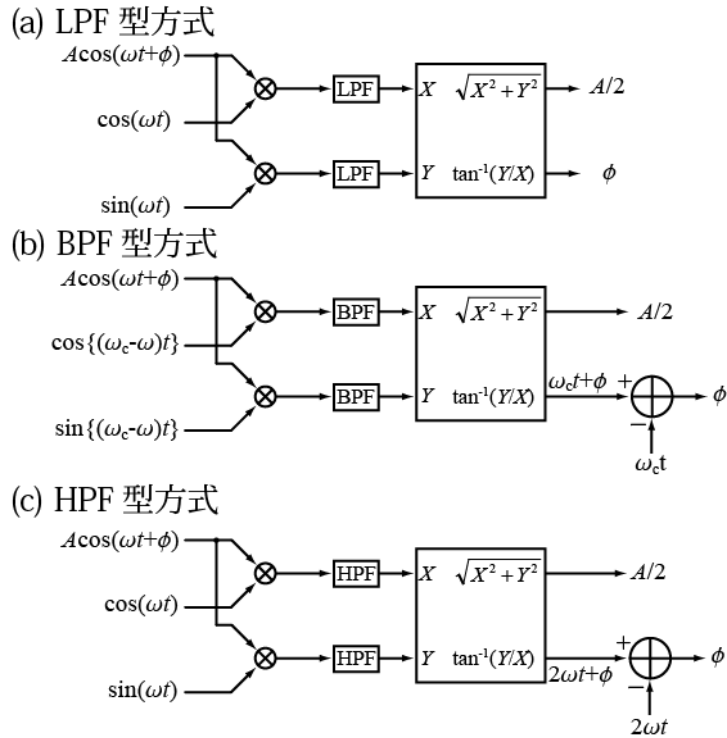 (a) LPF 型方式
Acos(ωt+ϕ)
cos(ωt)
sin(ωt)
LPF
LPF
X √X²+Y²
Y tan⁻¹(Y/X)
A/2
ϕ
(b) BPF 型方式
Acos(ωt+ϕ)
cos{(ωc-ω)t}
sin{(ωc-ω)t}
BPF
BPF
X √X²+Y²
Y tan⁻¹(Y/X)
A/2
ωct+ϕ
+
−
ωct
ϕ
(c) HPF 型方式
Acos(ωt+ϕ)
cos(ωt)
sin(ωt)
HPF
HPF
X √X²+Y²
Y tan⁻¹(Y/X)
A/2
2ωt+ϕ
+
−
2ωt
ϕ